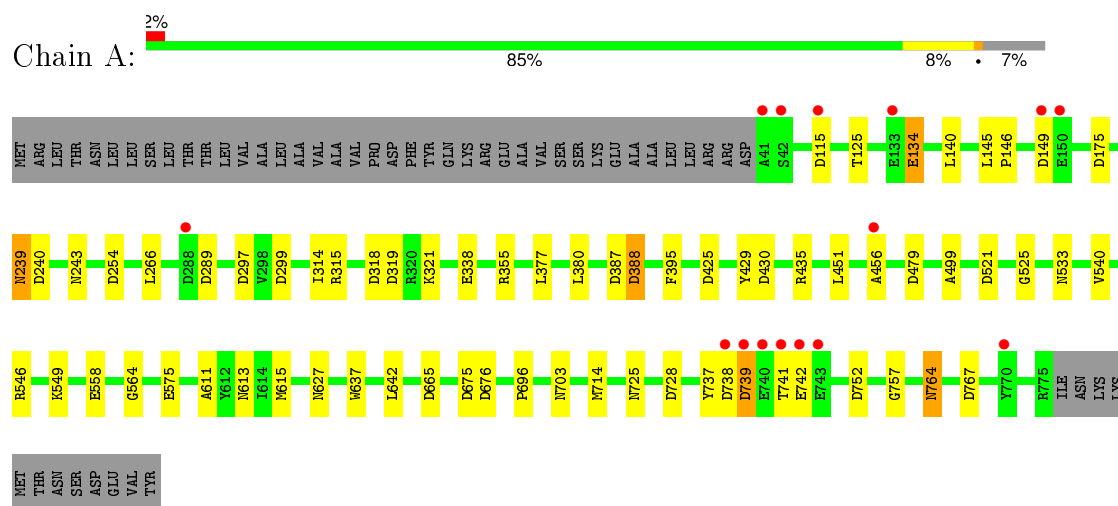 2%
Chain A:
85% 8% • 7%
MET ARG LEU THR ASN LEU LEU SER LEU THR THR LEU VAL ALA LEU ALA VAL ALA VAL PRO ASP PHE TYR GLN LYS ARG GLU ALA VAL SER SER LYS GLU ALA ALA LEU LEU ARG ARG ASP A41 S42 D115 T125 E133 E134 L140 L145 P146 D149 E150 D175
N239 D240 N243 D254 L266 D288 D289 D297 V298 D299 I314 R315 D318 D319 R320 K321 E338 R355 L377 L380 D387 D388 F395 D425 Y429 D430 R435 L451 A456 D479 A499 D521 G525 N533 V540
R546 K549 E558 G564 E575 A611 Y612 N613 I614 M615 N627 W637 L642 D665 D675 D676 P696 N703 M714 N725 D728 Y737 D738 D739 E740 T741 E742 E743 D752 G757 N764 D767 Y770 R775 ILE ASN LYS LYS
MET THR ASN SER ASP GLU VAL TYR